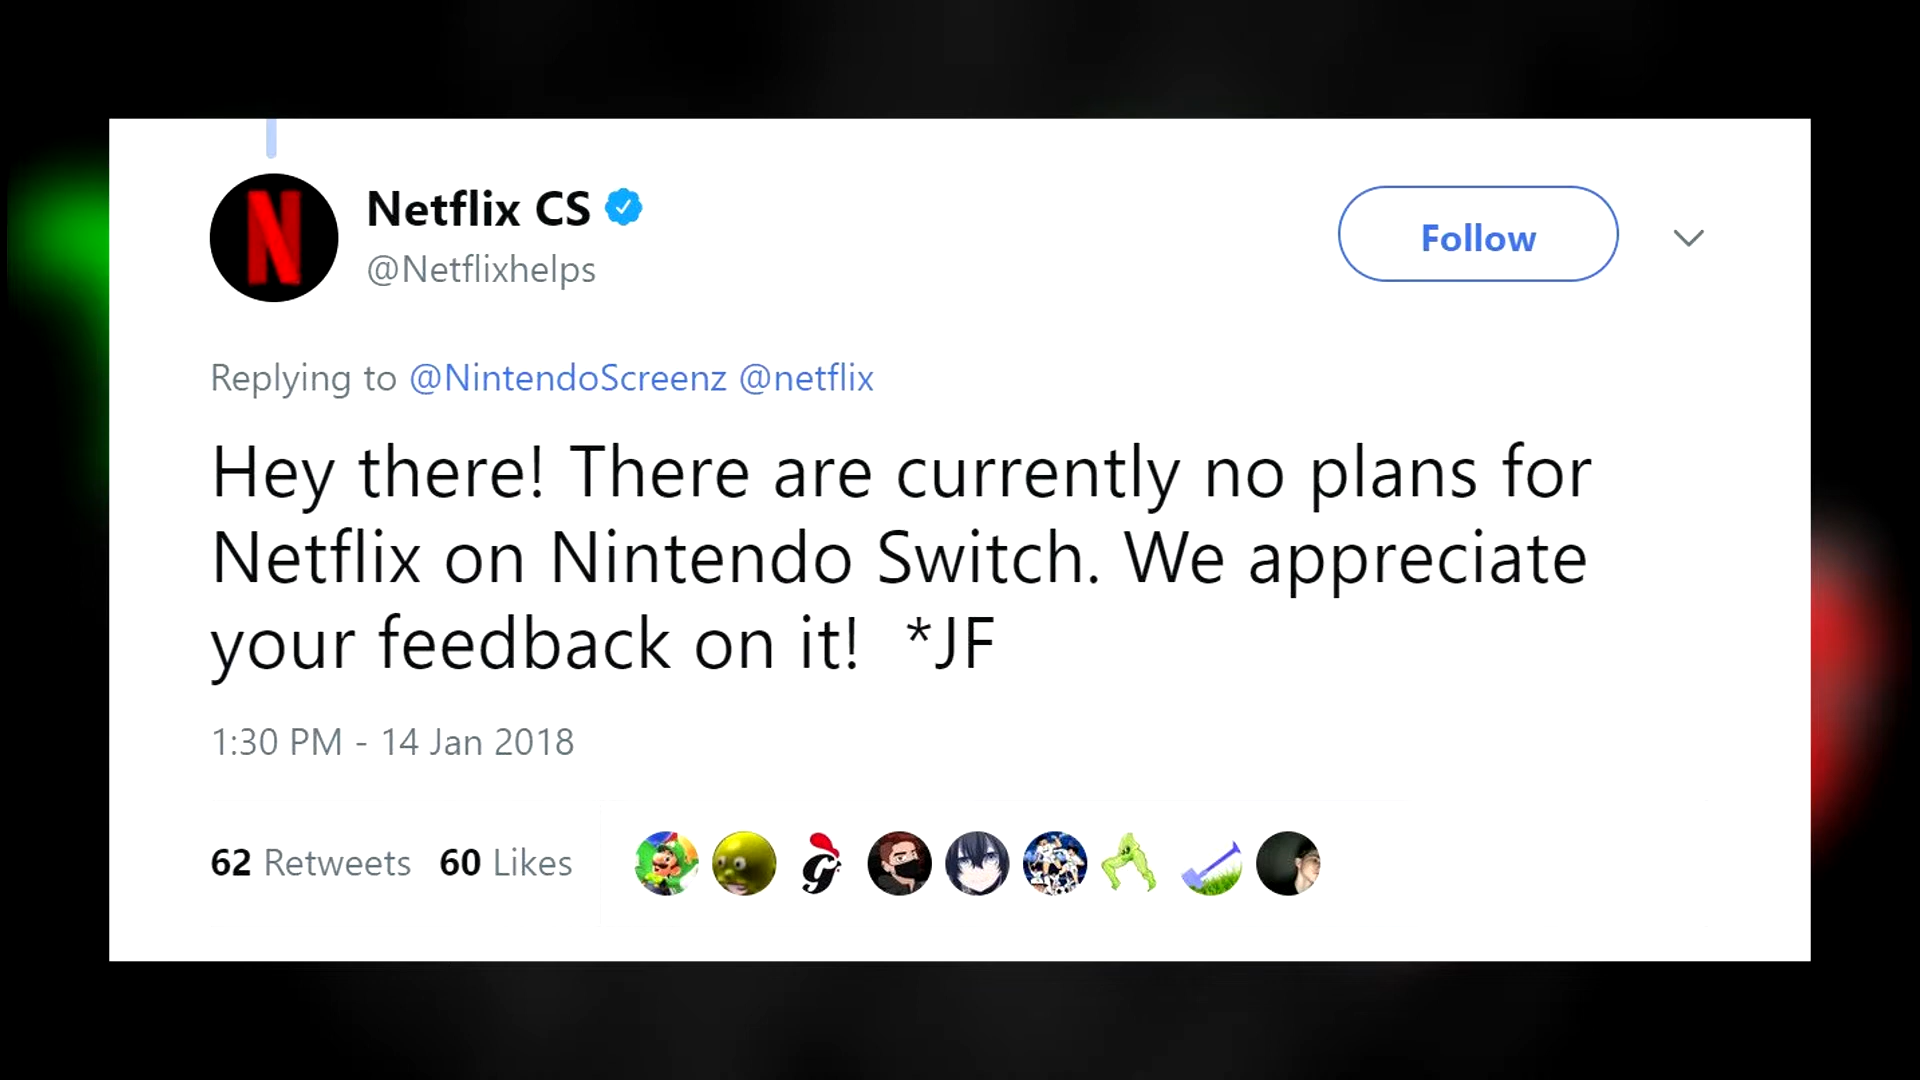 Netflix CS
@Netflixhelps
Follow
Replying to @NintendoScreenz @netflix
Hey there! There are currently no plans for
Netflix on Nintendo Switch. We appreciate
your feedback on it!  *JF
1:30 PM - 14 Jan 2018
62 Retweets 60 Likes